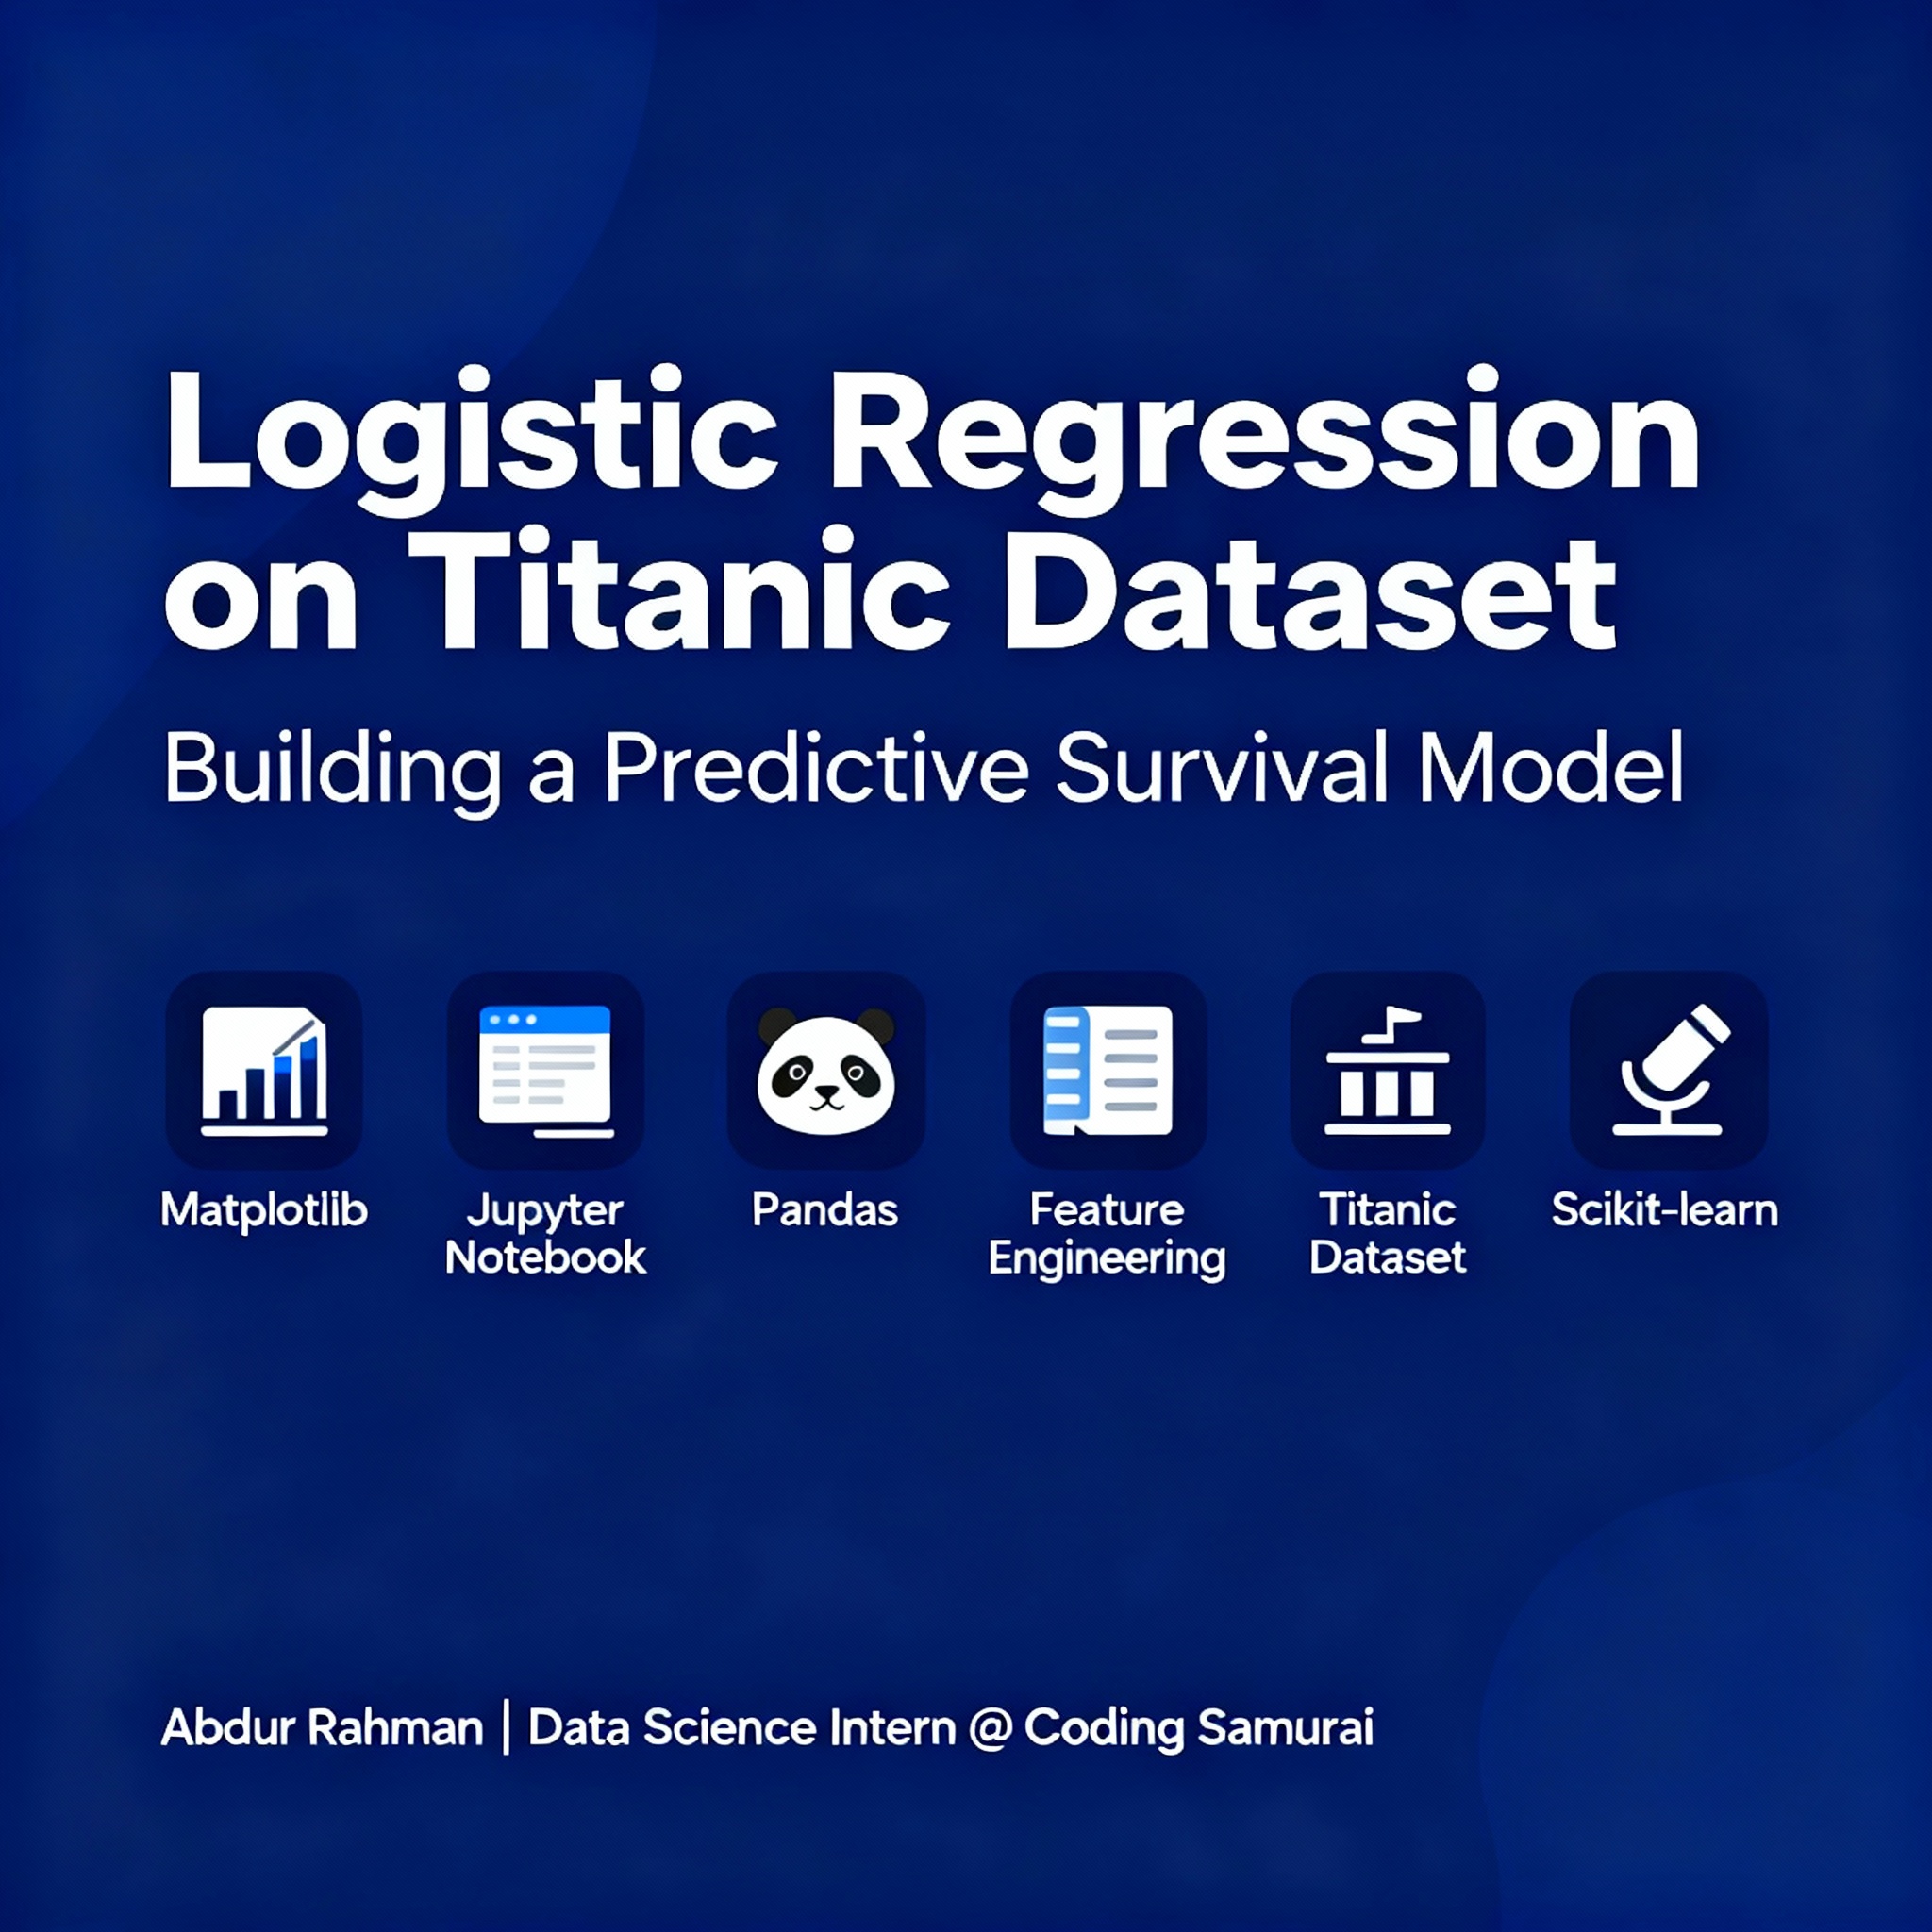 Logistic Regression
on Titanic Dataset
Building a Predictive Survival Model
Matplotlib
Jupyter
Notebook
Pandas
Feature
Engineering
Titanic
Dataset
Scikit-learn
Abdur Rahman | Data Science Intern @ Coding Samurai